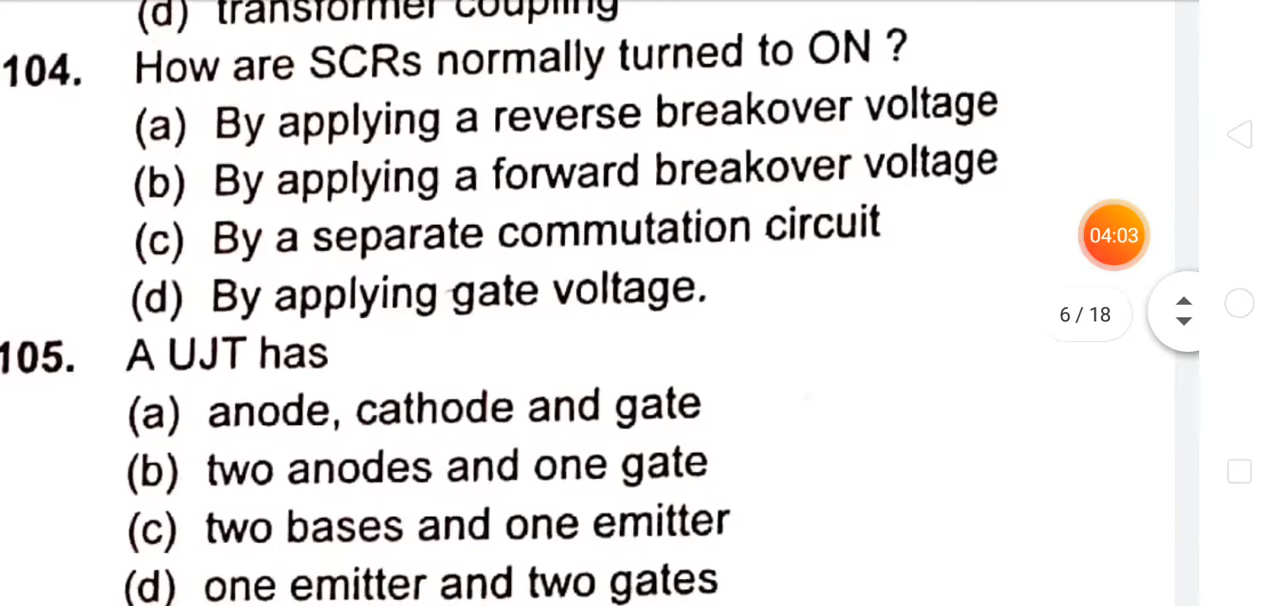 (d) transformer coupling
104. How are SCRs normally turned to ON ?
(a) By applying a reverse breakover voltage
(b) By applying a forward breakover voltage
(c) By a separate commutation circuit
(d) By applying gate voltage.
04:03
6 / 18
105. A UJT has
(a) anode, cathode and gate
(b) two anodes and one gate
(c) two bases and one emitter
(d) one emitter and two gates